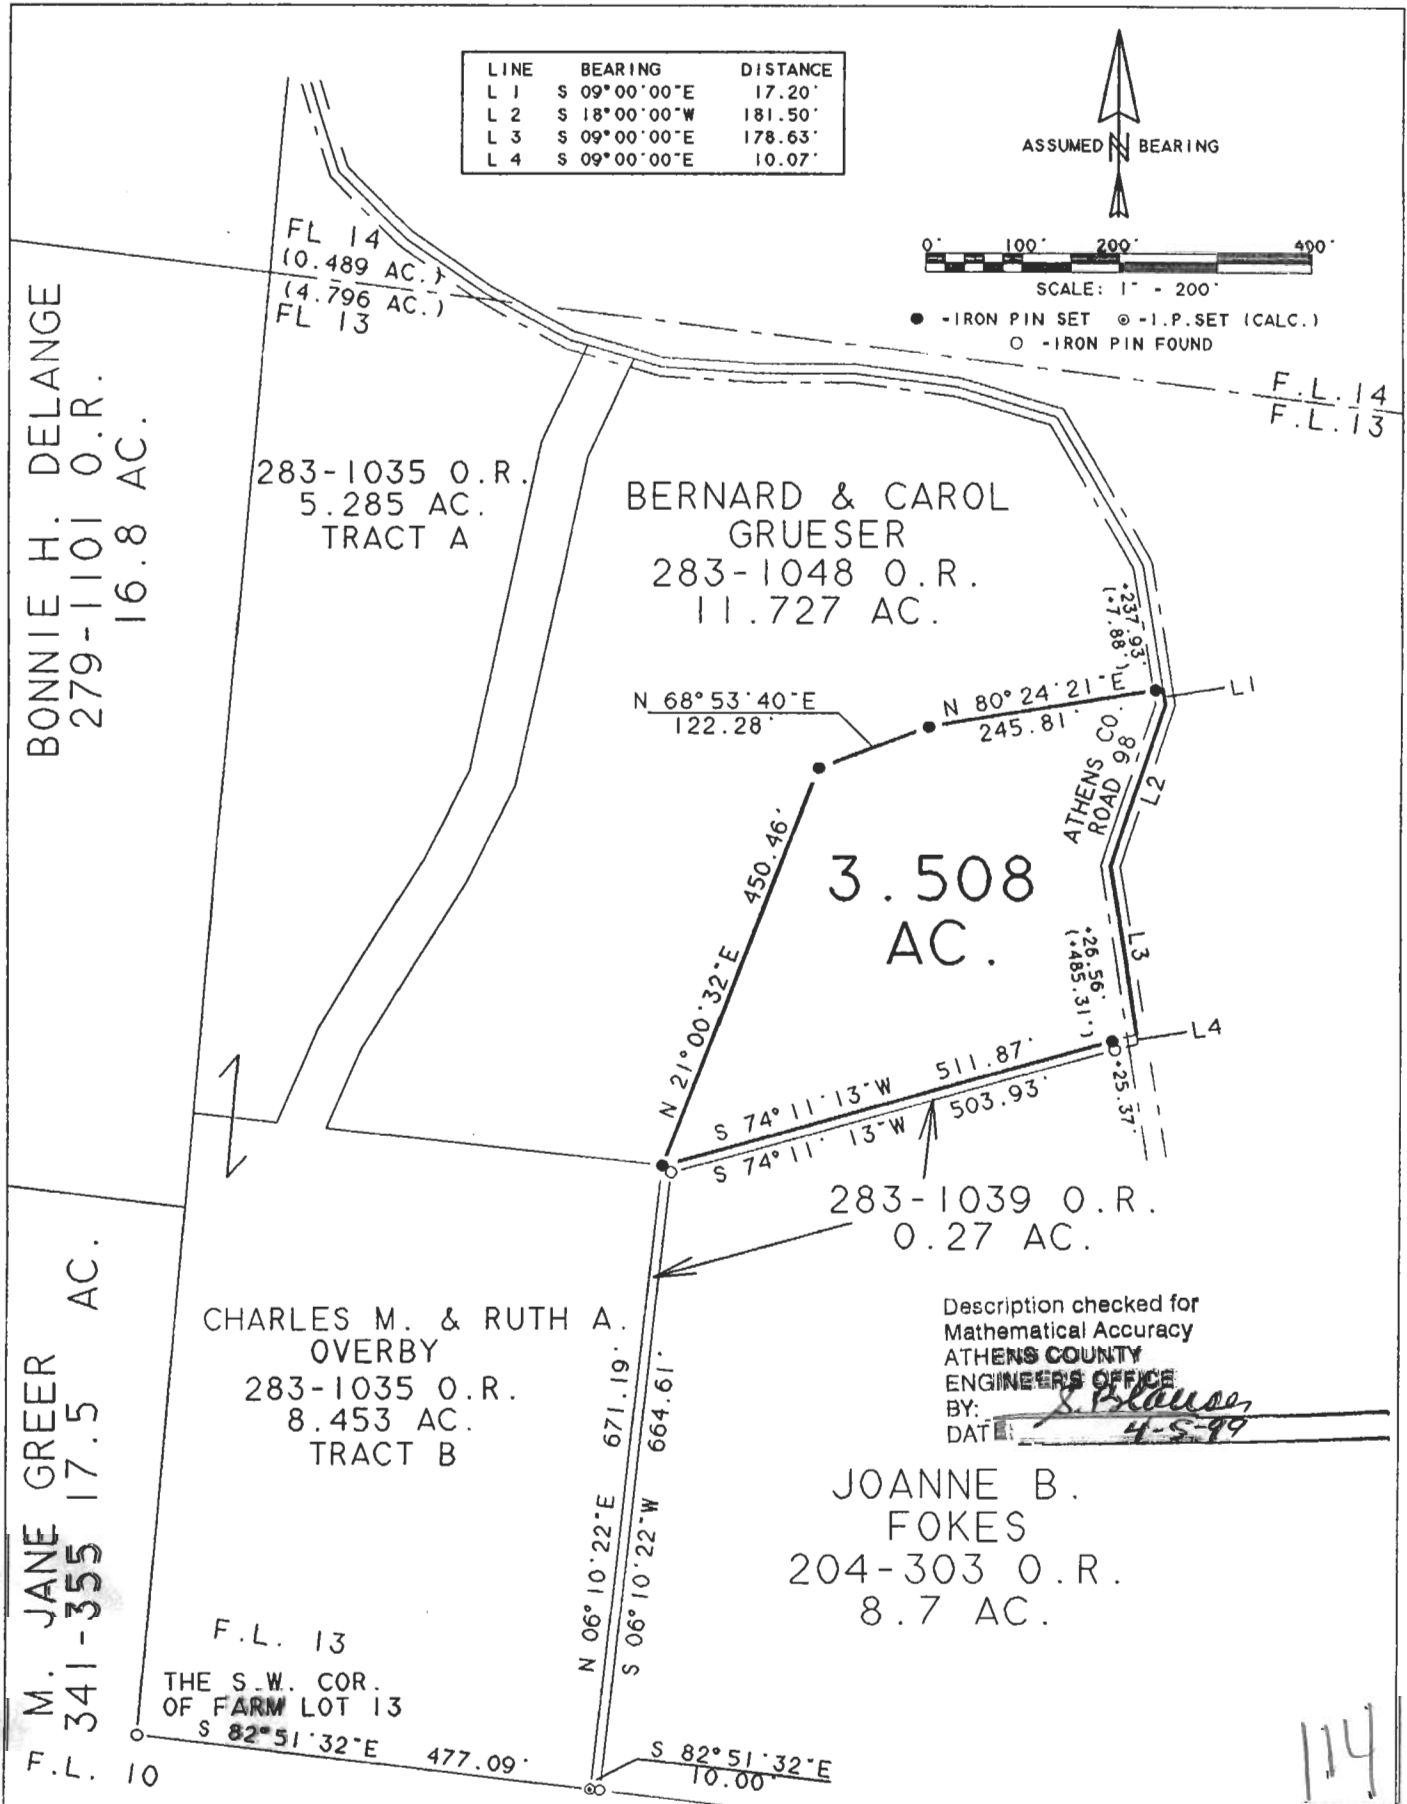 LINE BEARING DISTANCE
L 1 S 09°00'00"E 17.20'
L 2 S 18°00'00"W 181.50'
L 3 S 09°00'00"E 178.63'
L 4 S 09°00'00"E 10.07'
ASSUMED N BEARING
0' 100' 200' 400'
SCALE: 1" - 200'
-IRON PIN SET -I.P.SET (CALC.)
-IRON PIN FOUND
FL 14
(0.489 AC.)
(4.796 AC.)
FL 13
F.L.14
F.L.13
BONNIE H. DELANGE
279-1101 O.R.
16.8 AC.
283-1035 O.R.
5.285 AC.
TRACT A
BERNARD & CAROL
GRUESER
283-1048 O.R.
11.727 AC.
+237.93'
(+7.88')
N 68°53'40"E
122.28'
N 80°24'21"E
245.81'
L1
ATHENS CO.
ROAD 98
L2
450.46'
N 21°00'32"E
3.508
AC.
L3
+26.56'
(+485.31')
L4
S 74°11'13"W 511.87'
S 74°11'13"W 503.93'
+25.37'
283-1039 O.R.
0.27 AC.
M. JANE GREER
341-355 17.5 AC.
CHARLES M. & RUTH A.
OVERBY
283-1035 O.R.
8.453 AC.
TRACT B
N 06°10'22"E 671.19'
S 06°10'22"W 664.61'
Description checked for
Mathematical Accuracy
ATHENS COUNTY
ENGINEERS OFFICE
BY:
DATE 4-5-99
JOANNE B.
FOKES
204-303 O.R.
8.7 AC.
F.L. 13
THE S.W. COR.
OF FARM LOT 13
S 82°51'32"E 477.09'
F.L. 10
S 82°51'32"E
10.00'
114